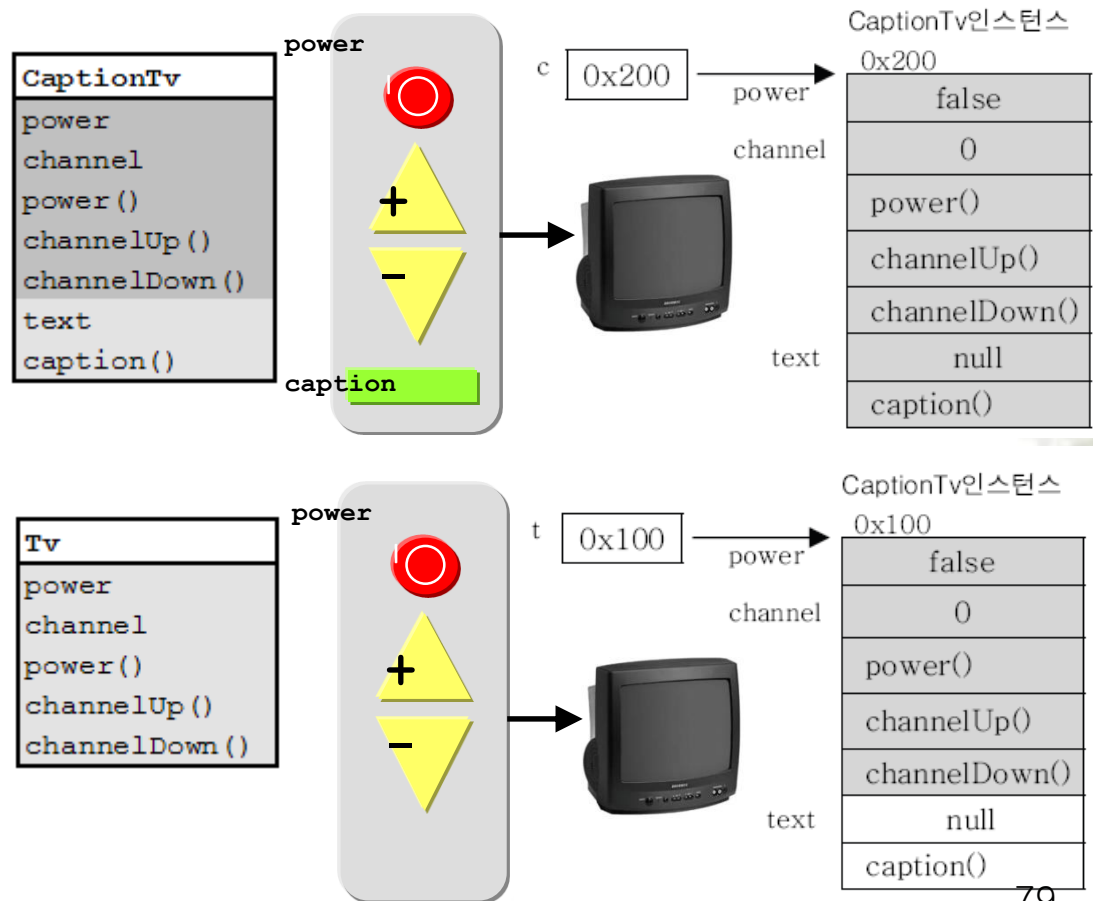 CaptionTv
power
channel
power()
channelUp()
channelDown()
text
caption()
power
+
-
caption
c
0x200
power
channel
text
CaptionTv인스턴스
0x200
false
0
power()
channelUp()
channelDown()
null
caption()
Tv
power
channel
power()
channelUp()
channelDown()
power
+
-
t
0x100
power
channel
text
CaptionTv인스턴스
0x100
false
0
power()
channelUp()
channelDown()
null
caption()